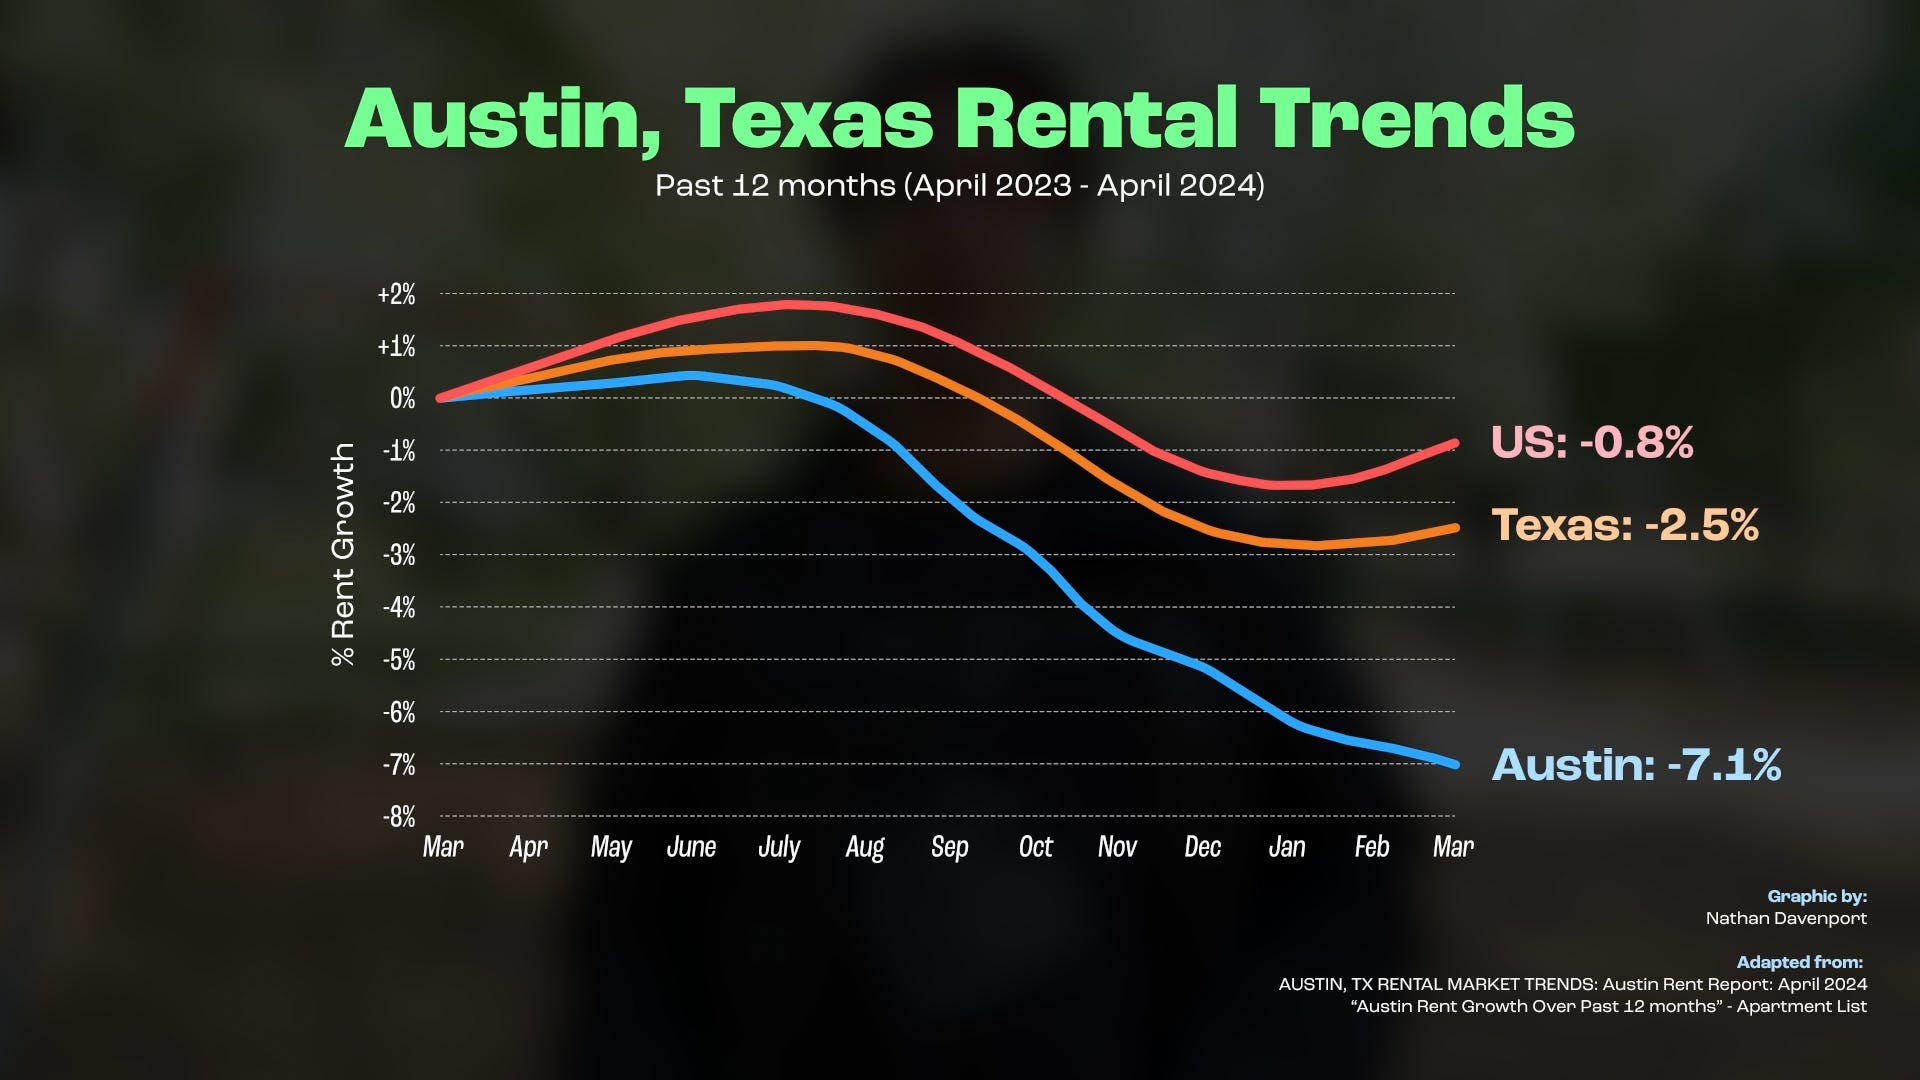 Austin, Texas Rental Trends
Past 12 months (April 2023 - April 2024)
% Rent Growth
+2%
+1%
0%
-1%
-2%
-3%
-4%
-5%
-6%
-7%
-8%
Mar Apr May June July Aug Sep Oct Nov Dec Jan Feb Mar
US: -0.8%
Texas: -2.5%
Austin: -7.1%
Graphic by:
Nathan Davenport
Adapted from:
AUSTIN, TX RENTAL MARKET TRENDS: Austin Rent Report: April 2024
“Austin Rent Growth Over Past 12 months” - Apartment List